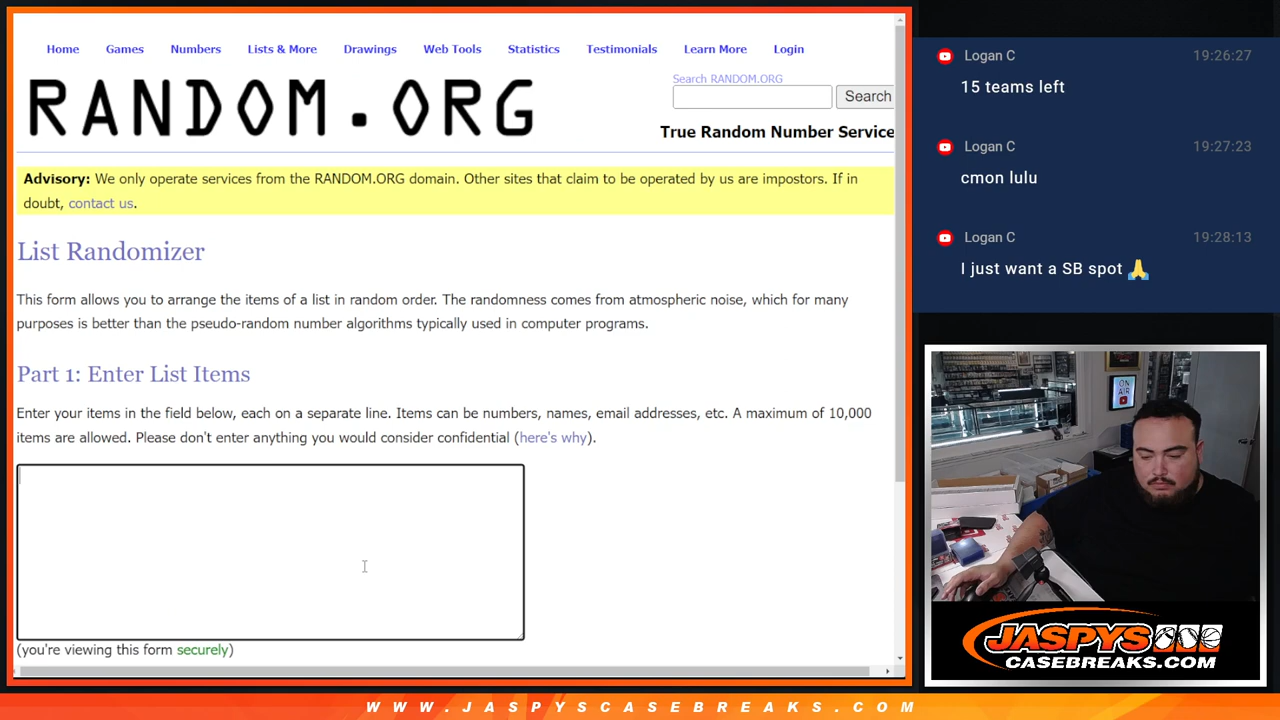 Home Games Numbers Lists & More Drawings Web Tools Statistics Testimonials Learn More Login
RANDOM.ORG
Search RANDOM.ORG
Search
True Random Number Service
Advisory: We only operate services from the RANDOM.ORG domain. Other sites that claim to be operated by us are impostors. If in
doubt, contact us.
List Randomizer
This form allows you to arrange the items of a list in random order. The randomness comes from atmospheric noise, which for many
purposes is better than the pseudo-random number algorithms typically used in computer programs.
Part 1: Enter List Items
Enter your items in the field below, each on a separate line. Items can be numbers, names, email addresses, etc. A maximum of 10,000
items are allowed. Please don't enter anything you would consider confidential (here's why).
(you're viewing this form securely)
Logan C 19:26:27
15 teams left
Logan C 19:27:23
cmon lulu
Logan C 19:28:13
I just want a SB spot 🙏
ON
AIR
JASPYS
CASEBREAKS.COM
WWW.JASPYSCASEBREAKS.COM